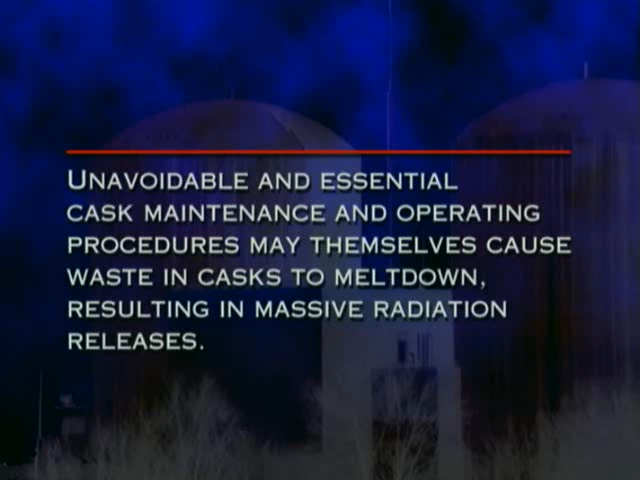 Unavoidable and essential
cask maintenance and operating
procedures may themselves cause
waste in casks to meltdown,
resulting in massive radiation
releases.